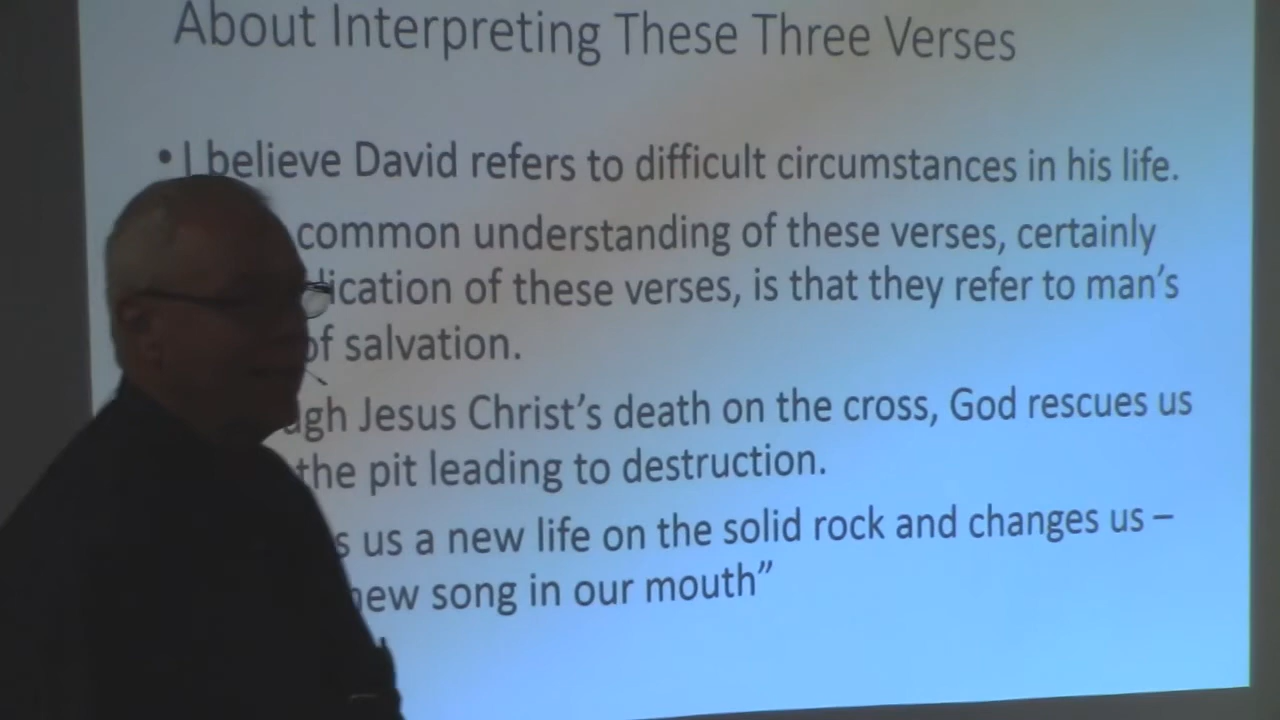 About Interpreting These Three Verses
• I believe David refers to difficult circumstances in his life.
common understanding of these verses, certainly
of these verses, is that they refer to man's
of salvation.
Jesus Christ's death on the cross, God rescues us
the pit leading to destruction.
us a new life on the solid rock and changes us –
new song in our mouth”